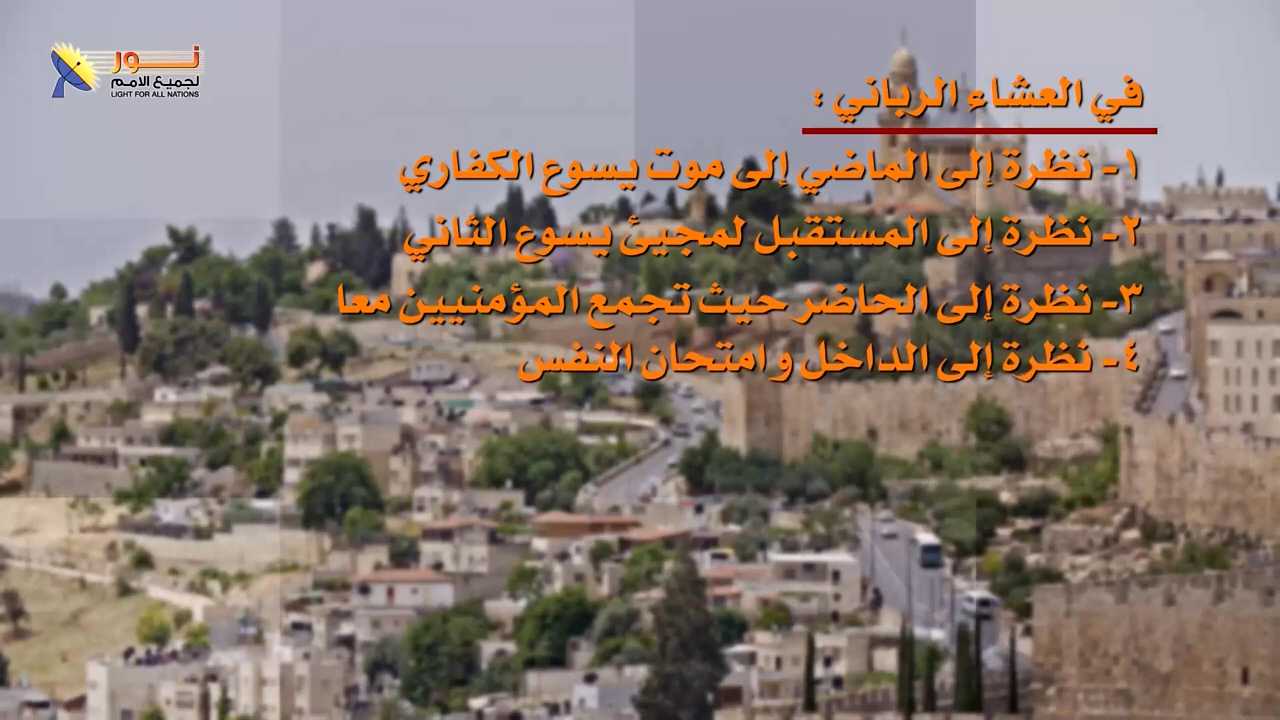 نور
لجميع الامم
LIGHT FOR ALL NATIONS
في العشاء الرباني :
١- نظرة إلى الماضي إلى موت يسوع الكفاري
٢- نظرة إلى المستقبل لمجيئ يسوع الثاني
٣- نظرة إلى الحاضر حيث تجمع المؤمنيين معا
٤- نظرة إلى الداخل و امتحان النفس